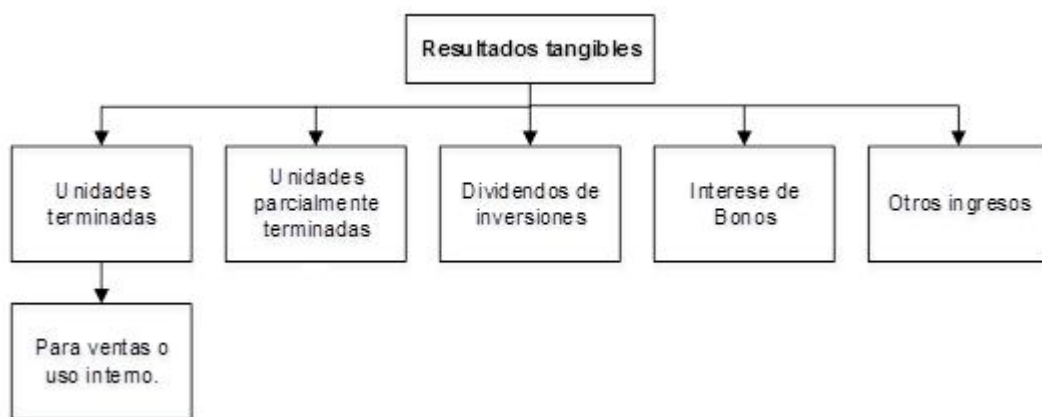 Resultados tangibles
Unidades
terminadas
Unidades
parcialmente
terminadas
Dividendos de
inversiones
Interese de
Bonos
Otros ingresos
Para ventas o
uso interno.